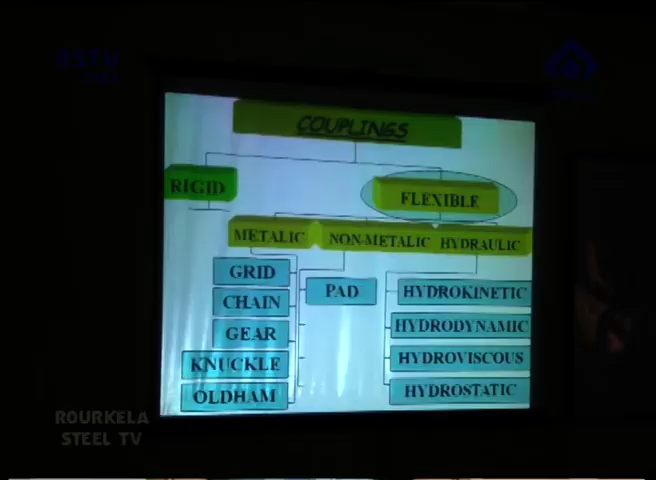 RSTV
COUPLINGS
RIGID
FLEXIBLE
METALIC NON-METALIC HYDRAULIC
GRID
PAD
HYDROKINETIC
CHAIN
HYDRODYNAMIC
GEAR
HYDROVISCOUS
KNUCKLE
HYDROSTATIC
OLDHAM
ROURKELA
STEEL TV